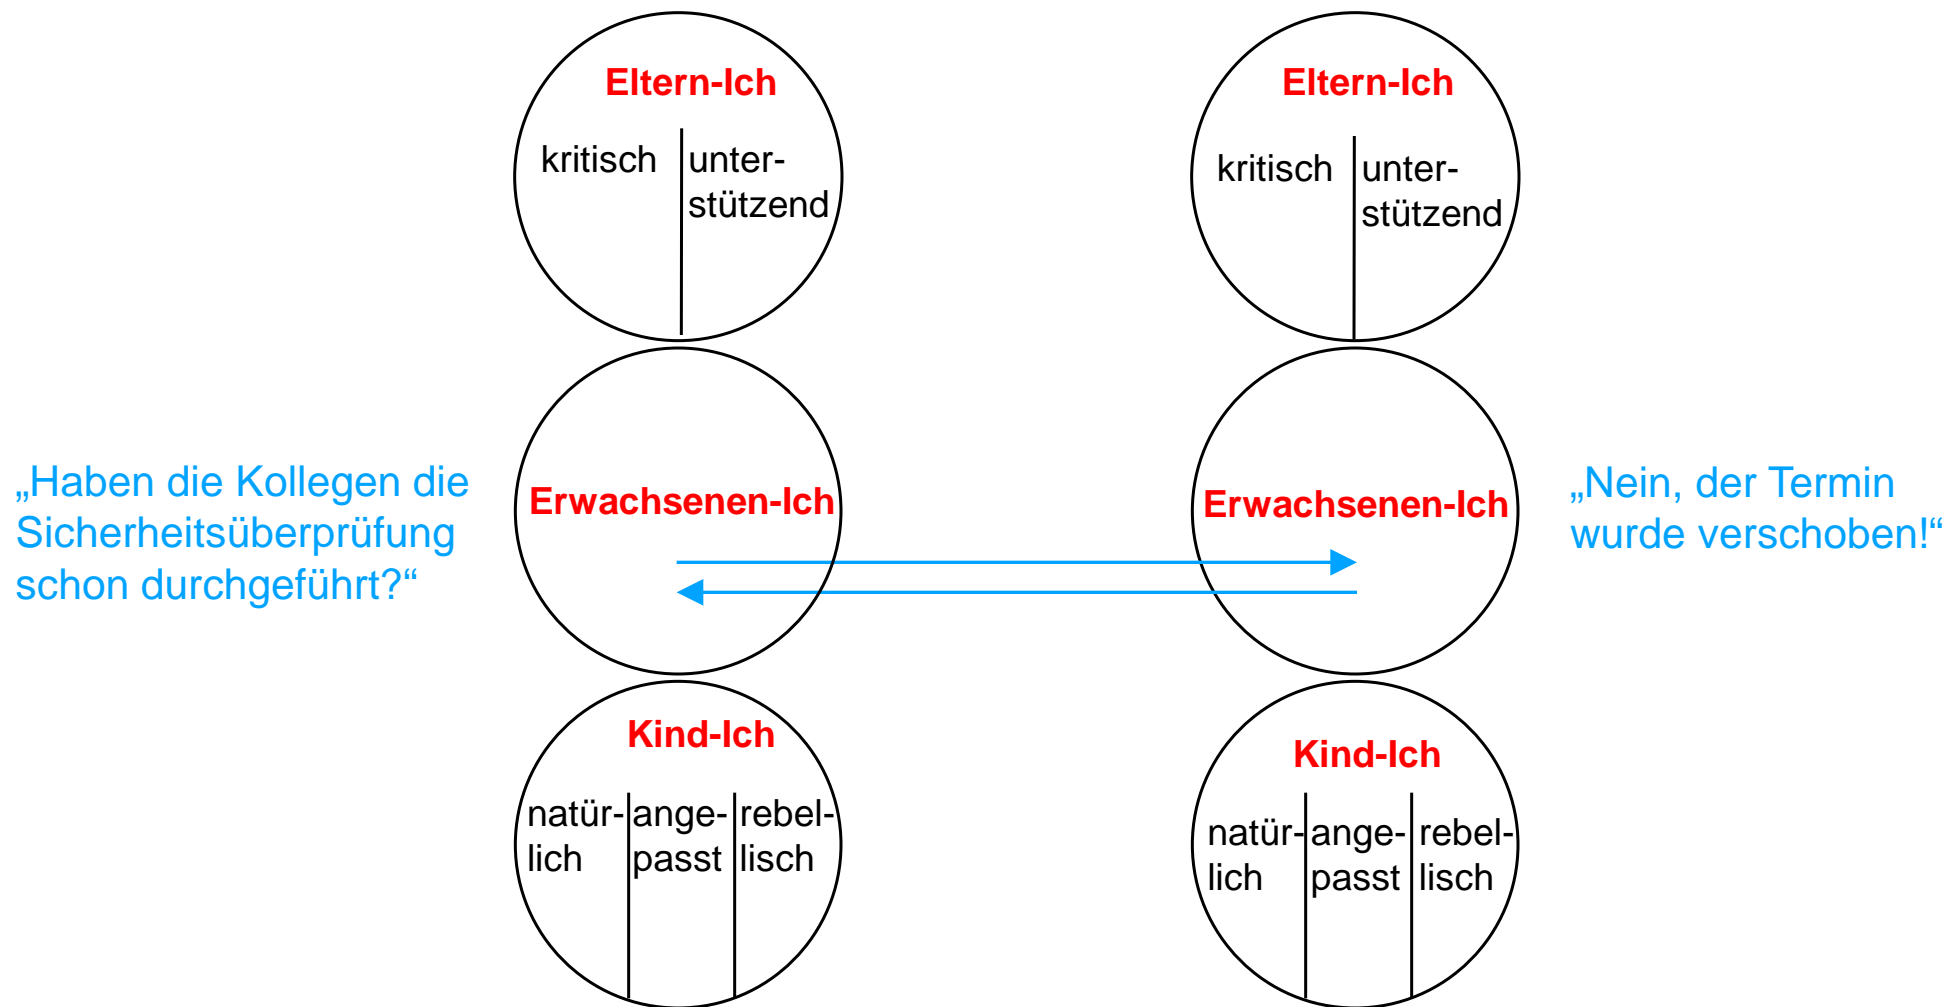 Eltern-Ich
kritisch
unter-
stützend
Eltern-Ich
kritisch
unter-
stützend
„Haben die Kollegen die
Sicherheitsüberprüfung
schon durchgeführt?“
Erwachsenen-Ich
Erwachsenen-Ich
„Nein, der Termin
wurde verschoben!“
Kind-Ich
natür-
lich
ange-
passt
rebel-
lisch
Kind-Ich
natür-
lich
ange-
passt
rebel-
lisch